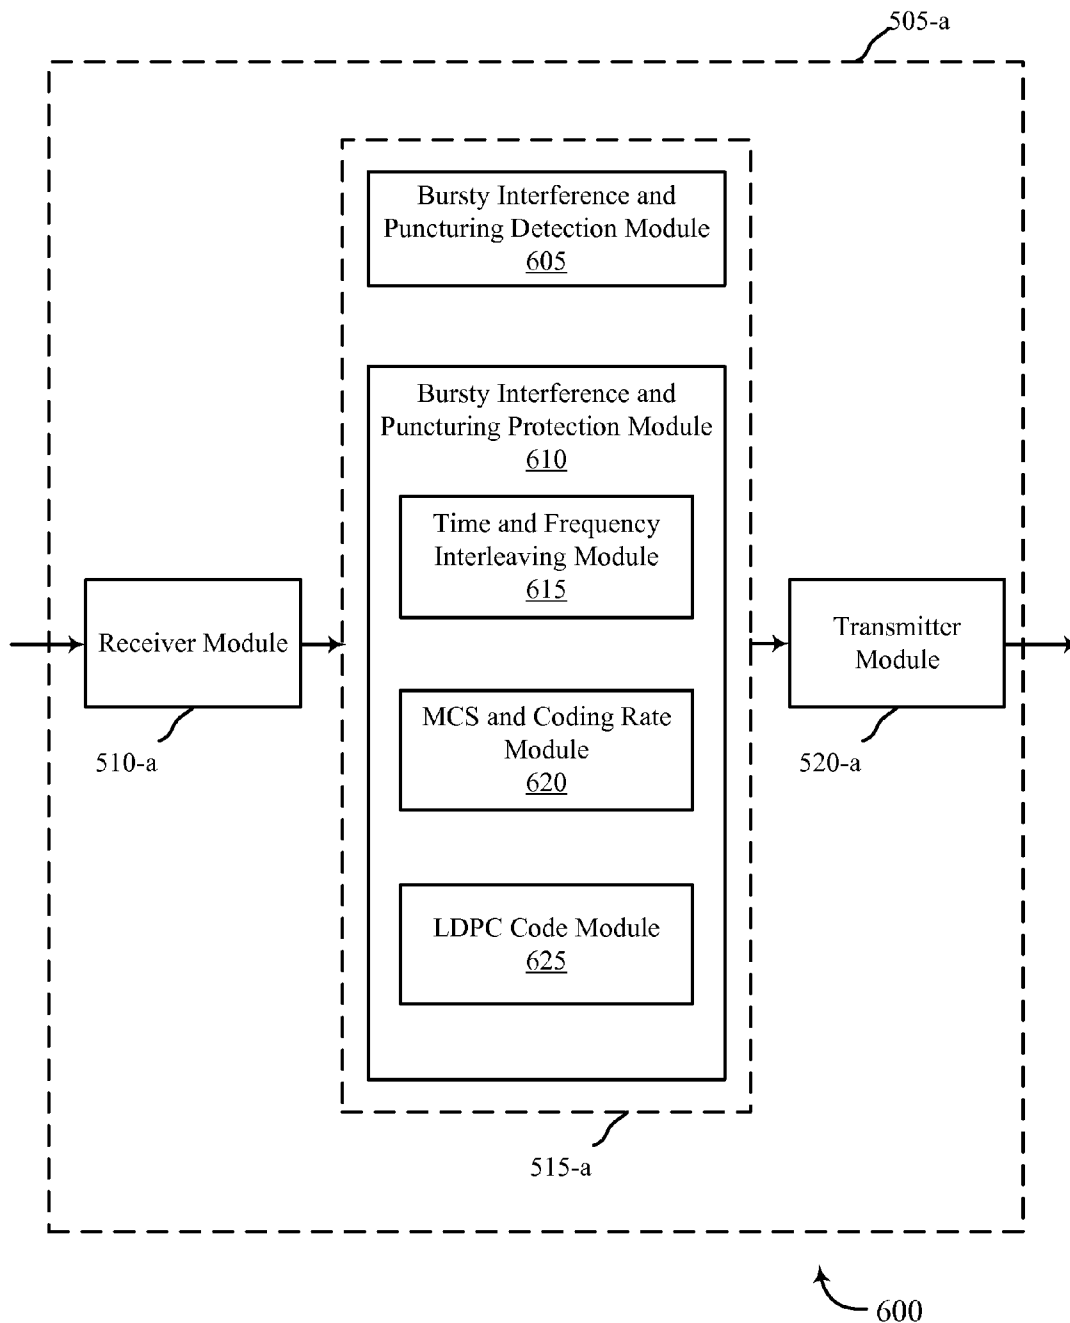 505-a
Bursty Interference and
Puncturing Detection Module
605
Bursty Interference and
Puncturing Protection Module
610
Time and Frequency
Interleaving Module
615
Receiver Module
510-a
Transmitter
Module
520-a
MCS and Coding Rate
Module
620
LDPC Code Module
625
515-a
600